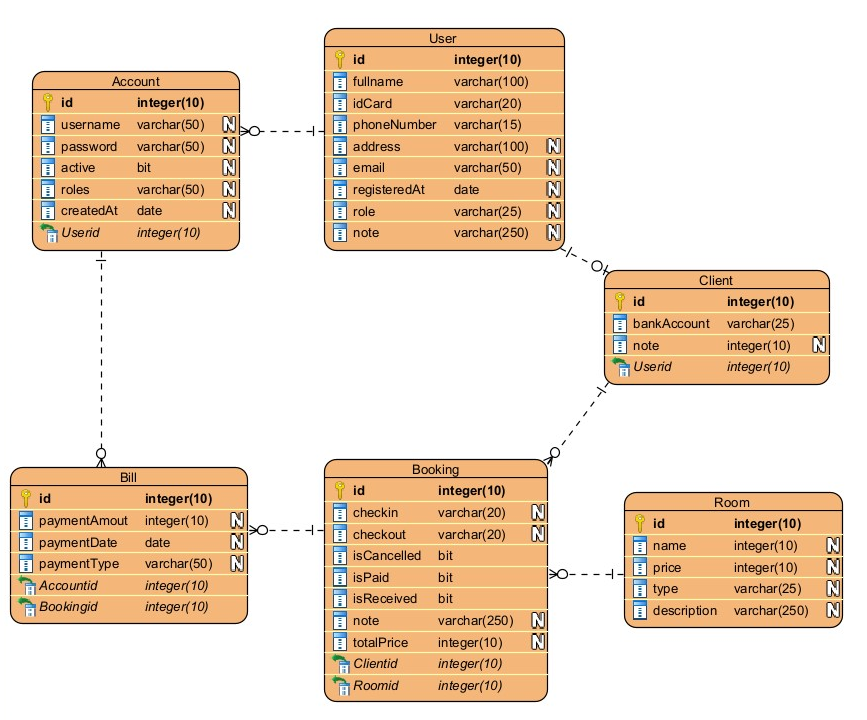 User
id integer(10)
fullname varchar(100)
idCard varchar(20)
phoneNumber varchar(15)
address varchar(100) N
email varchar(50) N
registeredAt date N
role varchar(25) N
note varchar(250) N
Account
id integer(10)
username varchar(50) N
password varchar(50) N
active bit N
roles varchar(50) N
createdAt date N
Userid integer(10)
Client
id integer(10)
bankAccount varchar(25)
note integer(10) N
Userid integer(10)
Bill
id integer(10)
paymentAmout integer(10) N
paymentDate date N
paymentType varchar(50) N
Accountid integer(10)
Bookingid integer(10)
Booking
id integer(10)
checkin varchar(20) N
checkout varchar(20) N
isCancelled bit
isPaid bit
isReceived bit
note varchar(250) N
totalPrice integer(10) N
Clientid integer(10)
Roomid integer(10)
Room
id integer(10)
name integer(10) N
price integer(10) N
type varchar(25) N
description varchar(250) N